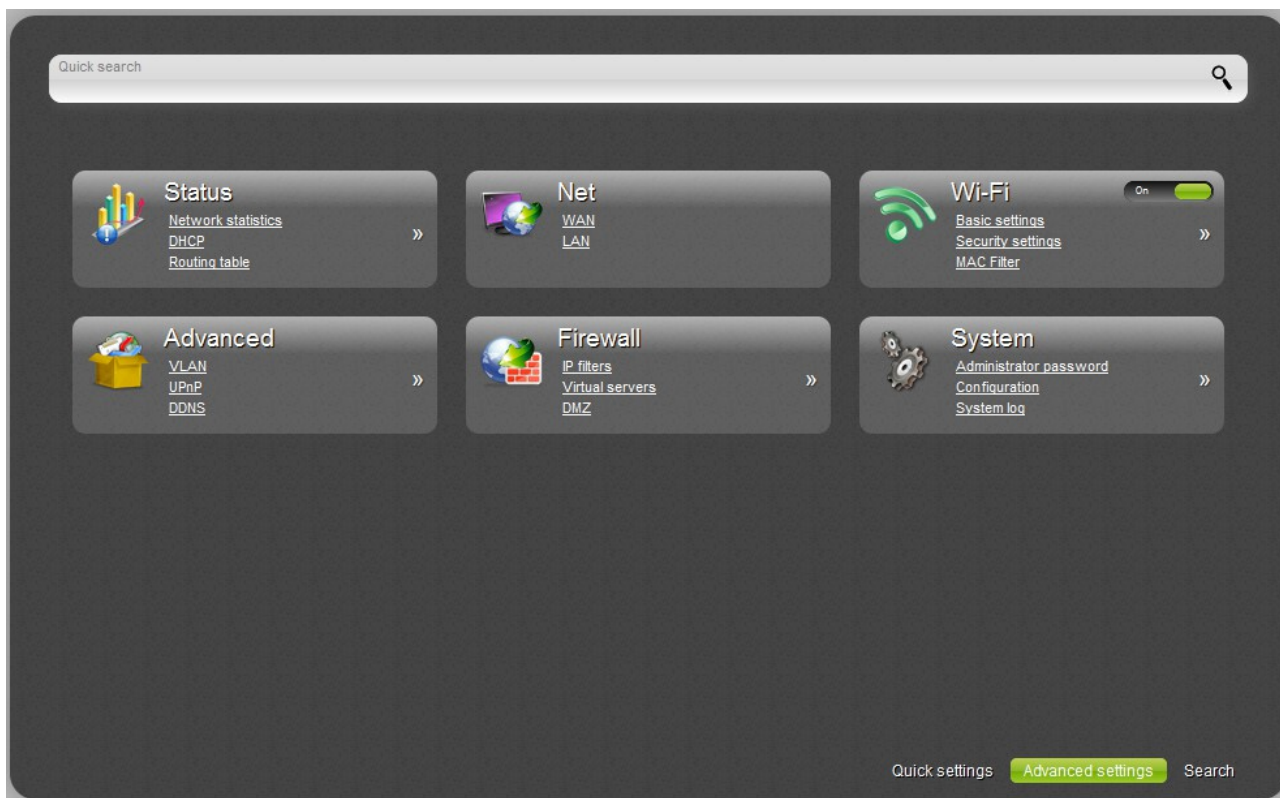 Quick search
Status
Network statistics
DHCP
Routing table
»
Net
WAN
LAN
Wi-Fi
On
Basic settings
Security settings
MAC Filter
»
Advanced
VLAN
UPnP
DDNS
»
Firewall
IP filters
Virtual servers
DMZ
»
System
Administrator password
Configuration
System log
»
Quick settings
Advanced settings
Search